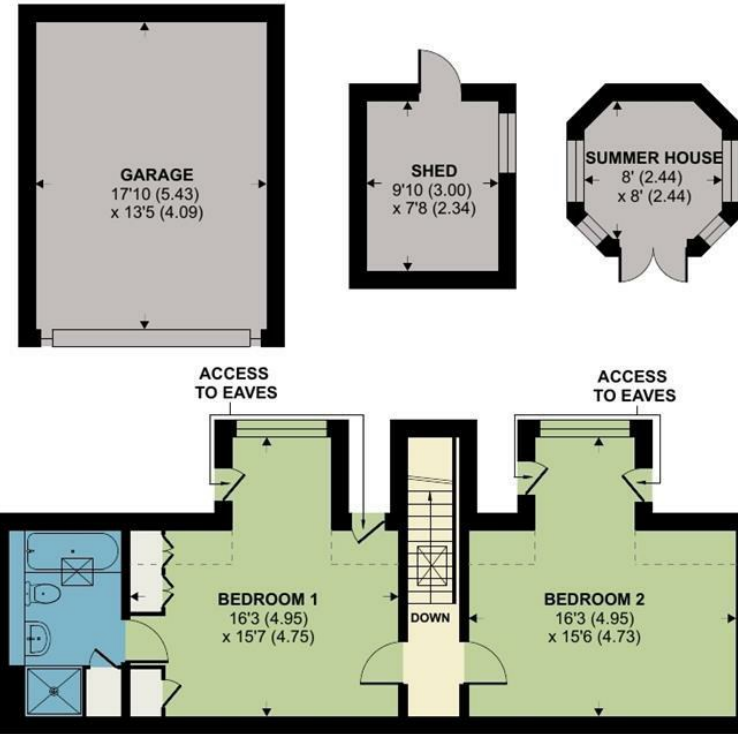 GARAGE
17'10 (5.43)
x 13'5 (4.09)
SHED
9'10 (3.00)
x 7'8 (2.34)
SUMMER HOUSE
8' (2.44)
x 8' (2.44)
ACCESS
TO EAVES
ACCESS
TO EAVES
BEDROOM 1
16'3 (4.95)
x 15'7 (4.75)
DOWN
BEDROOM 2
16'3 (4.95)
x 15'6 (4.73)